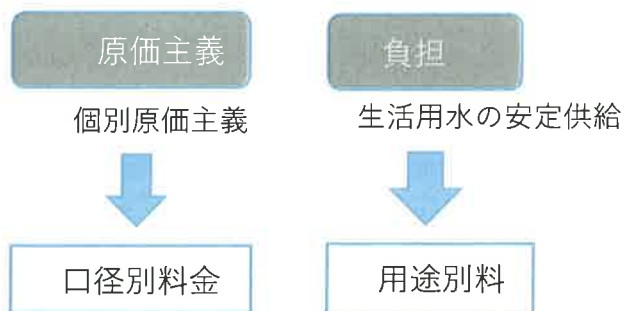 原価主義
負担
個別原価主義
生活用水の安定供給
口径別料金
用途別料